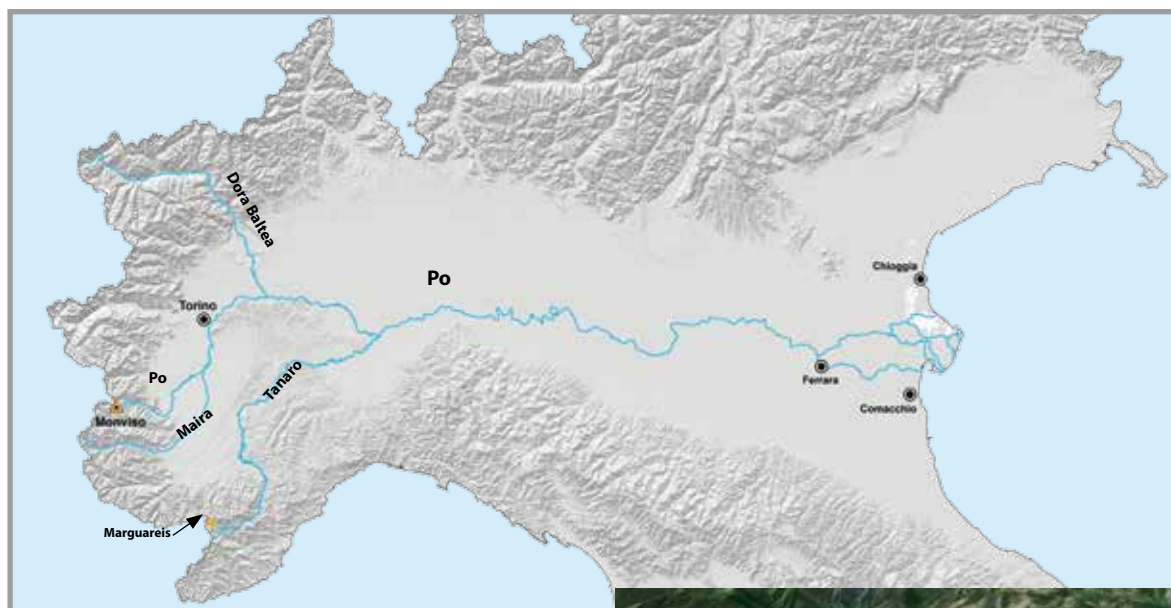 Dora Baltea
Chioggia
Po
Torino
Po
Ferrara
Tanaro
Comacchio
Monviso
Maira
Marguareis